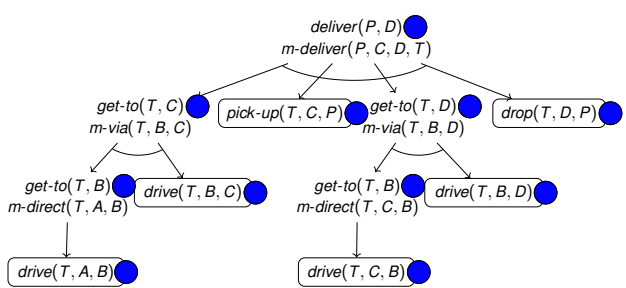 deliver(P, D)
m-deliver(P, C, D, T)
get-to(T, C)
m-via(T, B, C)
pick-up(T, C, P)
get-to(T, D)
m-via(T, B, D)
drop(T, D, P)
get-to(T, B)
m-direct(T, A, B)
drive(T, B, C)
get-to(T, B)
m-direct(T, C, B)
drive(T, B, D)
drive(T, A, B)
drive(T, C, B)